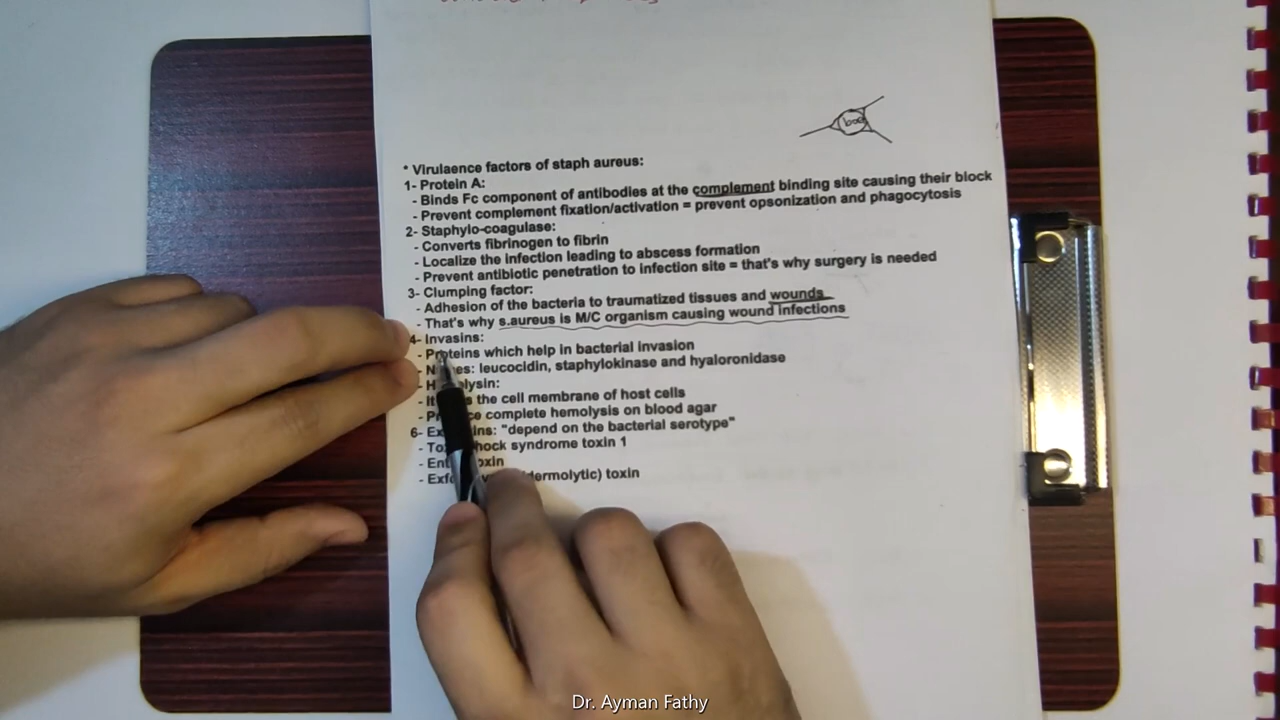 * Virulaence factors of staph aureus:
1- Protein A:
- Binds Fc component of antibodies at the complement binding site causing their block
- Prevent complement fixation/activation = prevent opsonization and phagocytosis
2- Staphylo-coagulase:
- Converts fibrinogen to fibrin
- Localize the infection leading to abscess formation
- Prevent antibiotic penetration to infection site = that's why surgery is needed
3- Clumping factor:
- Adhesion of the bacteria to traumatized tissues and wounds
- That's why s.aureus is M/C organism causing wound infections
4- Invasins:
- Proteins which help in bacterial invasion
- leucocidin, staphylokinase and hyaloronidase
- It the cell membrane of host cells
- complete hemolysis on blood agar
6- "depend on the bacterial serotype"
- syndrome toxin 1
-
- toxin
Dr. Ayman Fathy